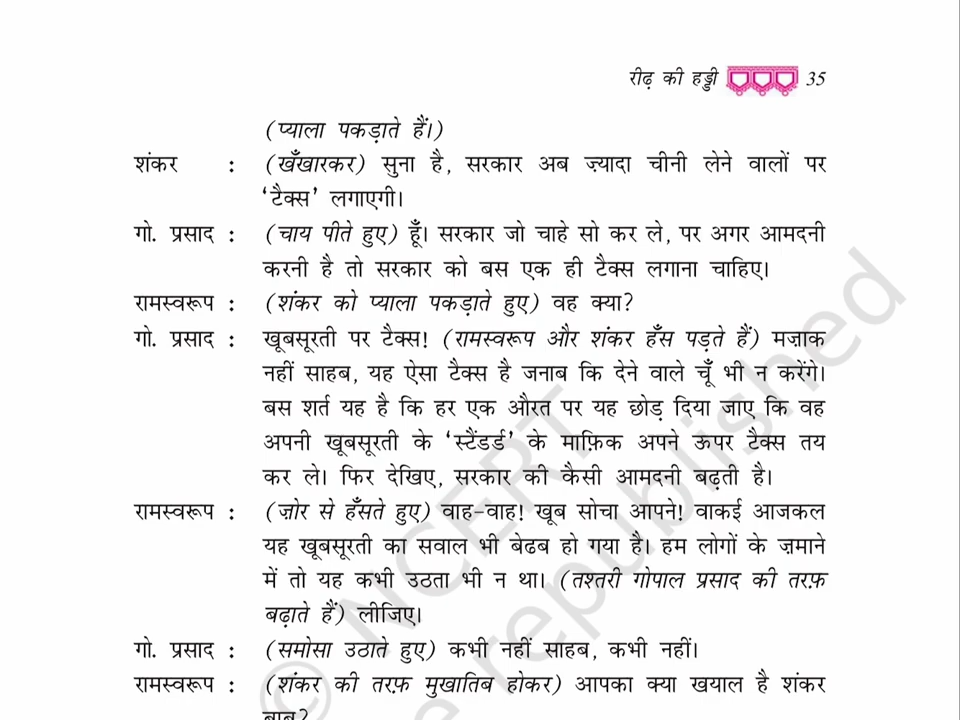 रीढ़ की हड्डी 35
(प्याला पकड़ाते हैं।)
शंकर : (खँखारकर) सुना है, सरकार अब ज़्यादा चीनी लेने वालों पर
‘टैक्स’ लगाएगी।
गो. प्रसाद : (चाय पीते हुए) हूँ। सरकार जो चाहे सो कर ले, पर अगर आमदनी
करनी है तो सरकार को बस एक ही टैक्स लगाना चाहिए।
रामस्वरूप : (शंकर को प्याला पकड़ाते हुए) वह क्या?
गो. प्रसाद : खूबसूरती पर टैक्स! (रामस्वरूप और शंकर हँस पड़ते हैं) मज़ाक
नहीं साहब, यह ऐसा टैक्स है जनाब कि देने वाले चूँ भी न करेंगे।
बस शर्त यह है कि हर एक औरत पर यह छोड़ दिया जाए कि वह
अपनी खूबसूरती के ‘स्टैंडर्ड’ के माफ़िक अपने ऊपर टैक्स तय
कर ले। फिर देखिए, सरकार की कैसी आमदनी बढ़ती है।
रामस्वरूप : (ज़ोर से हँसते हुए) वाह-वाह! खूब सोचा आपने! वाकई आजकल
यह खूबसूरती का सवाल भी बेढब हो गया है। हम लोगों के ज़माने
में तो यह कभी उठता भी न था। (तश्तरी गोपाल प्रसाद की तरफ़
बढ़ाते हैं) लीजिए।
गो. प्रसाद : (समोसा उठाते हुए) कभी नहीं साहब, कभी नहीं।
रामस्वरूप : (शंकर की तरफ़ मुखातिब होकर) आपका क्या खयाल है शंकर
बाबू?
© NCERT
republished